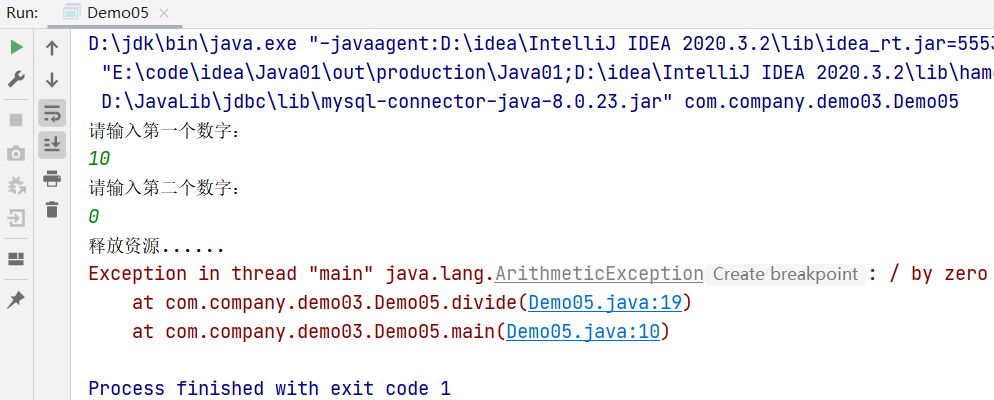 Run: Demo05
D:\jdk\bin\java.exe "-javaagent:D:\idea\IntelliJ IDEA 2020.3.2\lib\idea_rt.jar=5553
"E:\code\idea\Java01\out\production\Java01;D:\idea\IntelliJ IDEA 2020.3.2\lib\ham
D:\JavaLib\jdbc\lib\mysql-connector-java-8.0.23.jar" com.company.demo03.Demo05
请输入第一个数字：
10
请输入第二个数字：
0
释放资源......
Exception in thread "main" java.lang.ArithmeticException Create breakpoint : / by zero
at com.company.demo03.Demo05.divide(Demo05.java:19)
at com.company.demo03.Demo05.main(Demo05.java:10)
Process finished with exit code 1